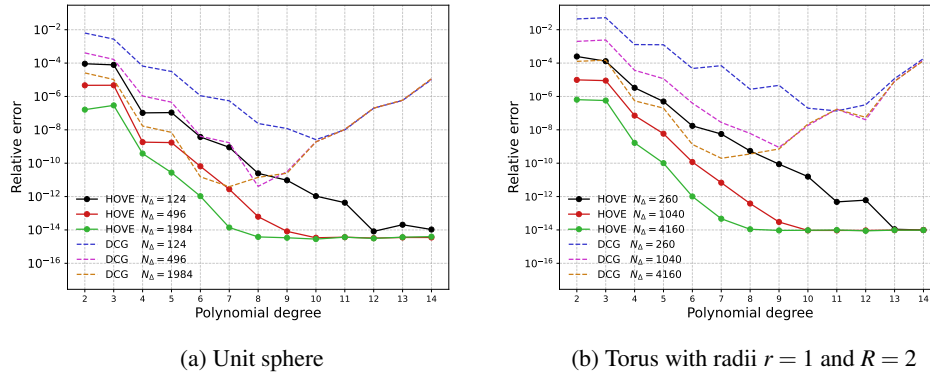 10⁻²
10⁻⁴
10⁻⁶
10⁻⁸
10⁻¹⁰
10⁻¹²
10⁻¹⁴
10⁻¹⁶
Relative error
HOVE N_Δ = 124
HOVE N_Δ = 496
HOVE N_Δ = 1984
DCG N_Δ = 124
DCG N_Δ = 496
DCG N_Δ = 1984
2 3 4 5 6 7 8 9 10 11 12 13 14
Polynomial degree
(a) Unit sphere
10⁻²
10⁻⁴
10⁻⁶
10⁻⁸
10⁻¹⁰
10⁻¹²
10⁻¹⁴
10⁻¹⁶
Relative error
HOVE N_Δ = 260
HOVE N_Δ = 1040
HOVE N_Δ = 4160
DCG N_Δ = 260
DCG N_Δ = 1040
DCG N_Δ = 4160
2 3 4 5 6 7 8 9 10 11 12 13 14
Polynomial degree
(b) Torus with radii r = 1 and R = 2